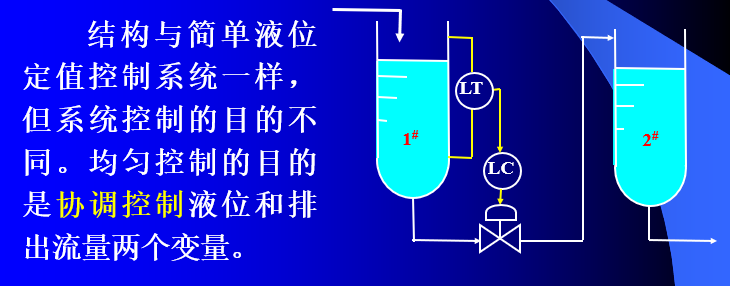 结构与简单液位
定值控制系统一样，
但系统控制的目的不
同。均匀控制的目的
是协调控制液位和排
出流量两个变量。
LT
1#
2#
LC